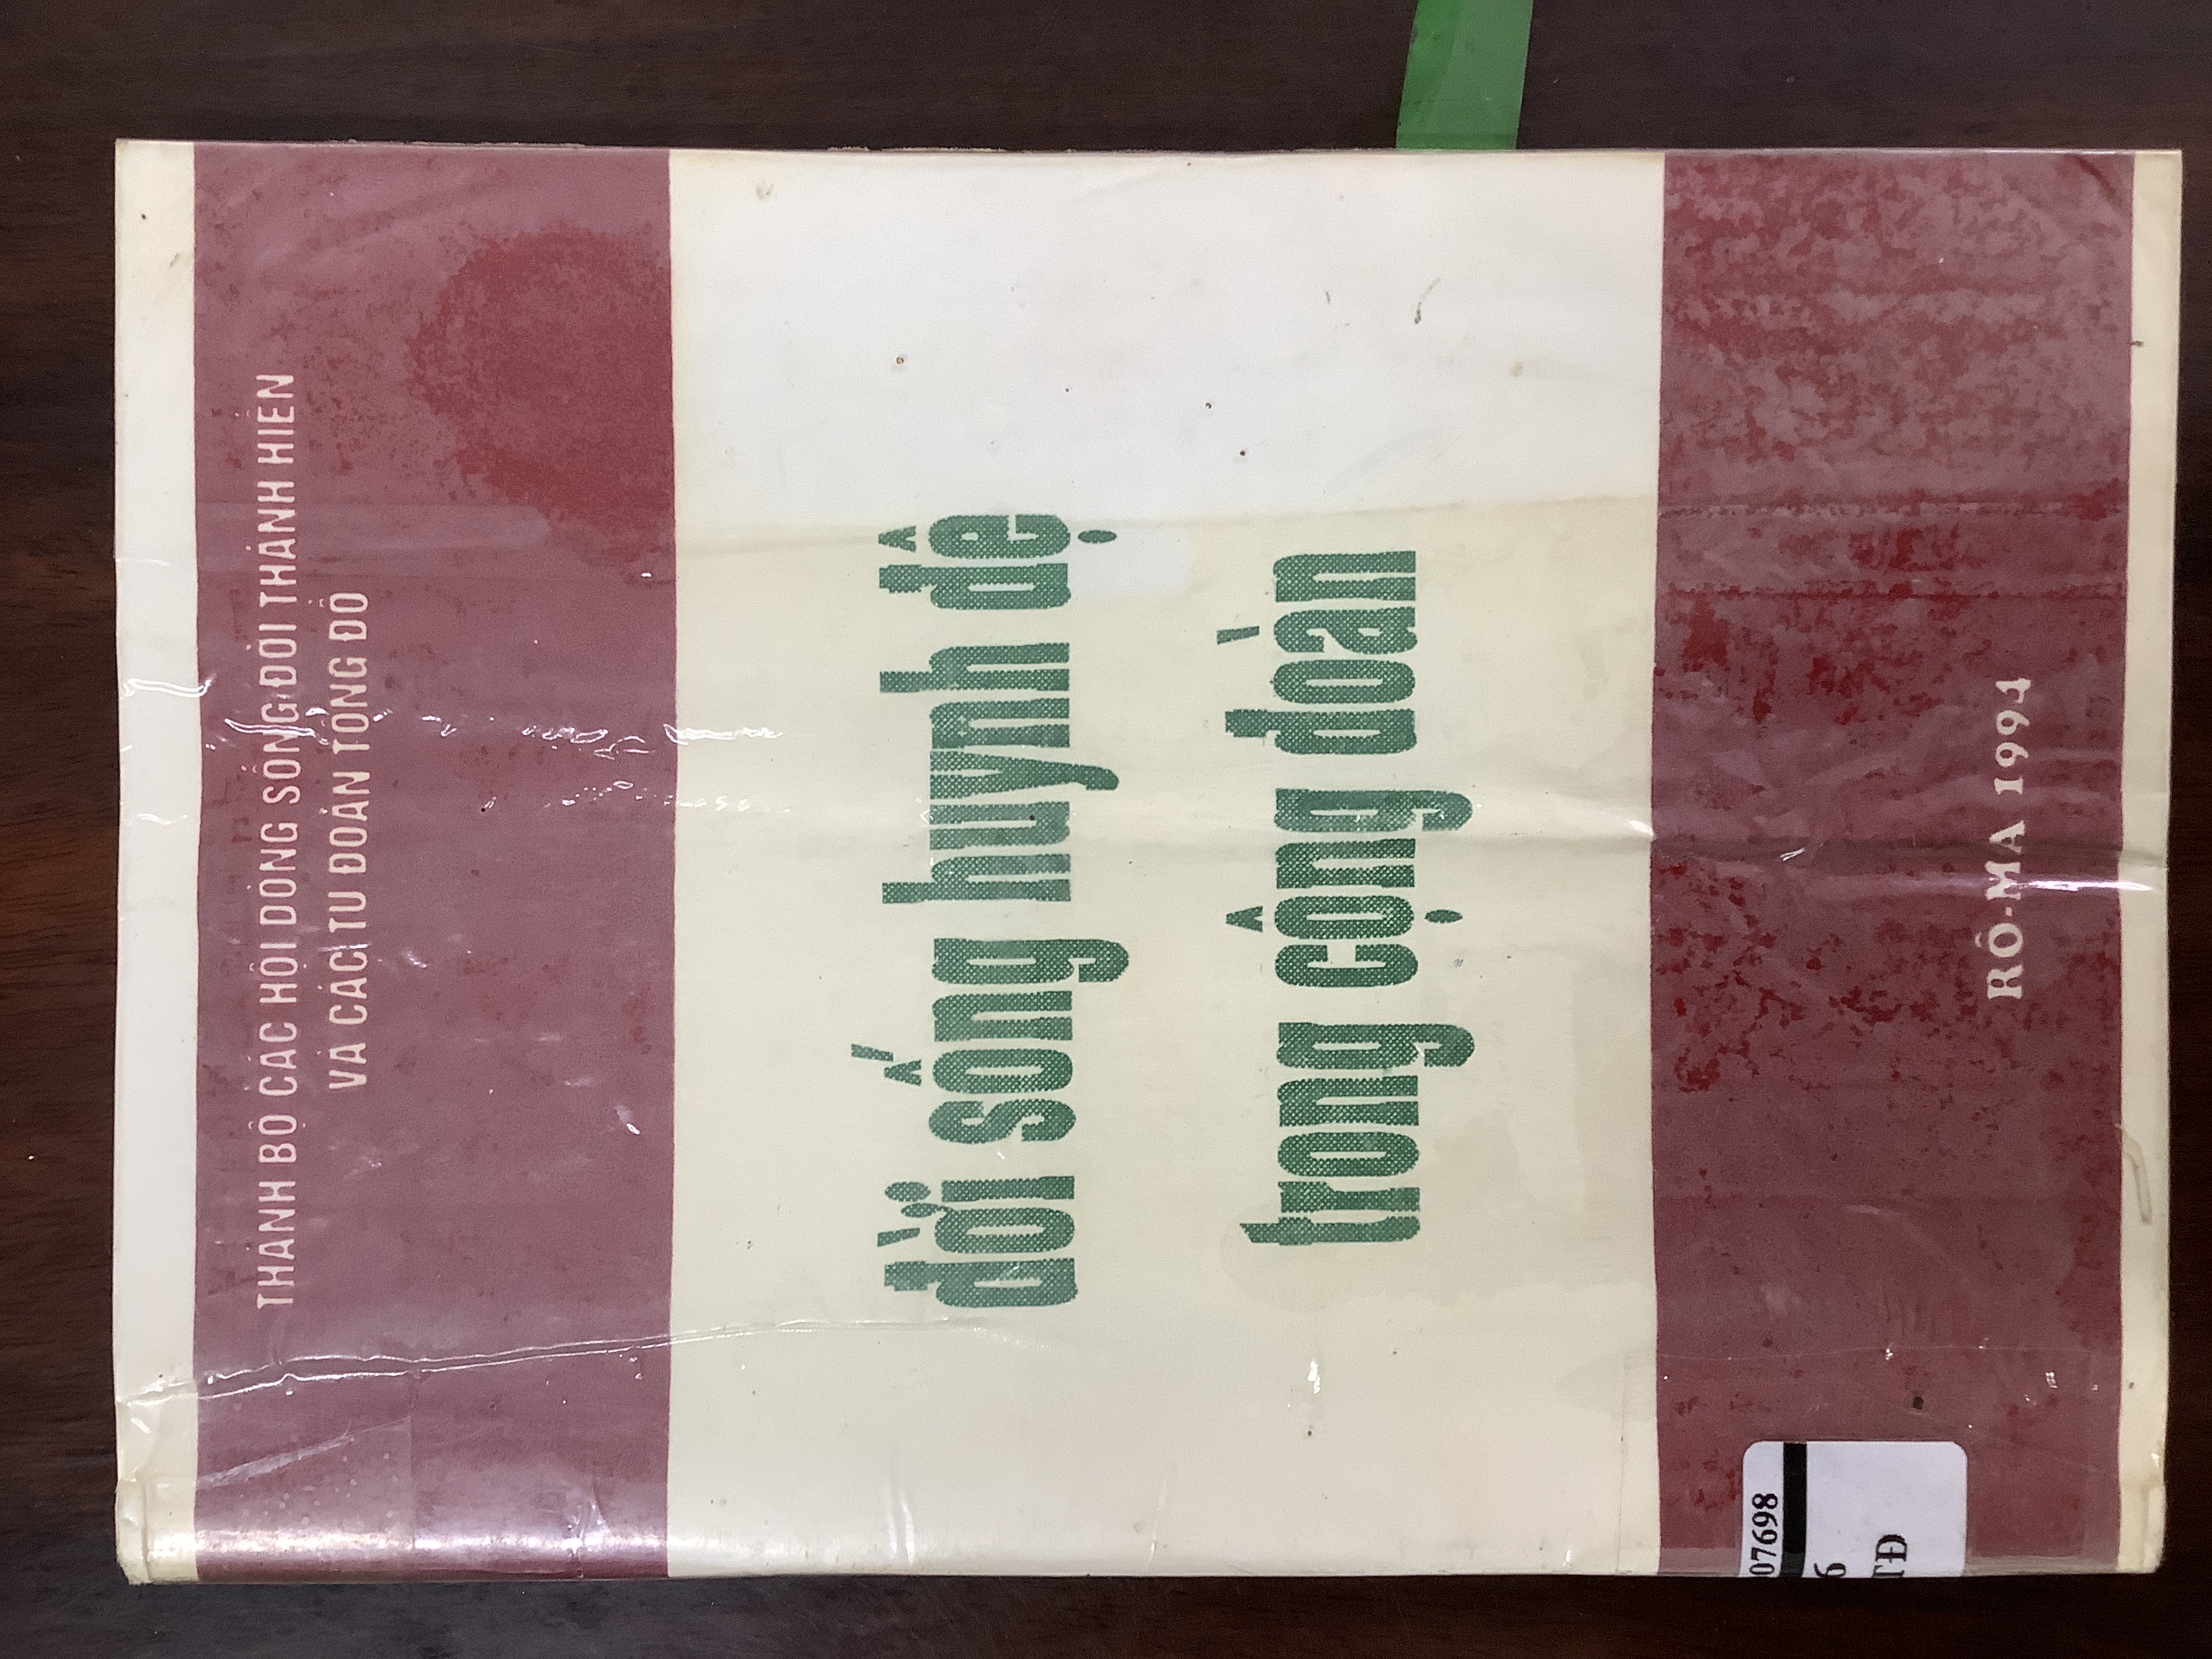 THÁNH BỘ CÁC HỘI DÒNG SỐNG ĐỜI THÁNH HIẾN
VÀ CÁC TU ĐOÀN TÔNG ĐỒ
đời sống huynh đệ
trong cộng đoàn
RÔ-MA 1994
07698
6
TĐ